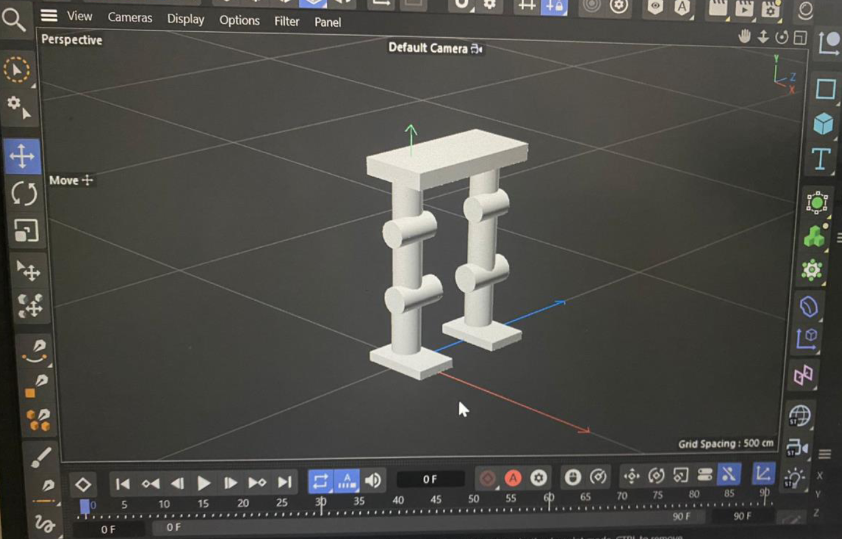 View Cameras Display Options Filter Panel
Perspective
Default Camera
Y
Z
X
Move
Grid Spacing : 500 cm
0 F
0 5 10 15 20 25 30 35 40 45 50 55 60 65 70 75 80 85 90
0 F 0 F 90 F 90 F
X
Y
Z